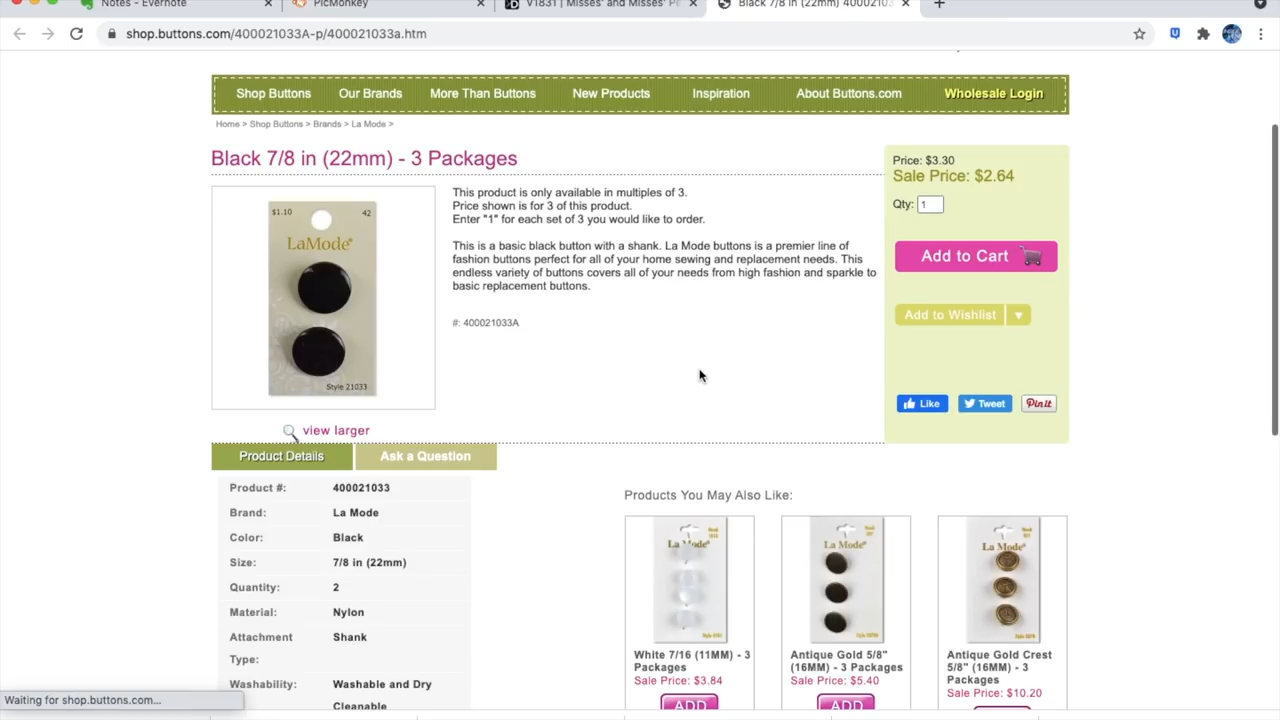 Notes - Evernote
PicMonkey
V1831 | Misses' and Misses' Pe
Black 7/8 in (22mm) 400021033
shop.buttons.com/400021033A-p/400021033a.htm
Shop Buttons Our Brands More Than Buttons New Products Inspiration About Buttons.com Wholesale Login
Home > Shop Buttons > Brands > La Mode >
Black 7/8 in (22mm) - 3 Packages
$1.10 42
LaMode
Style 21033
view larger
This product is only available in multiples of 3.
Price shown is for 3 of this product.
Enter "1" for each set of 3 you would like to order.
This is a basic black button with a shank. La Mode buttons is a premier line of
fashion buttons perfect for all of your home sewing and replacement needs. This
endless variety of buttons covers all of your needs from high fashion and sparkle to
basic replacement buttons.
#: 400021033A
Price: $3.30
Sale Price: $2.64
Qty: 1
Add to Cart
Add to Wishlist
Like Tweet Pin it
Product Details Ask a Question
Product #: 400021033
Brand: La Mode
Color: Black
Size: 7/8 in (22mm)
Quantity: 2
Material: Nylon
Attachment Shank
Type:
Washability: Washable and Dry
Cleanable
Products You May Also Like:
La Mode
La Mode
La Mode
White 7/16 (11MM) - 3
Packages
Sale Price: $3.84
ADD
Antique Gold 5/8"
(16MM) - 3 Packages
Sale Price: $5.40
ADD
Antique Gold Crest
5/8" (16MM) - 3
Packages
Sale Price: $10.20
Waiting for shop.buttons.com...